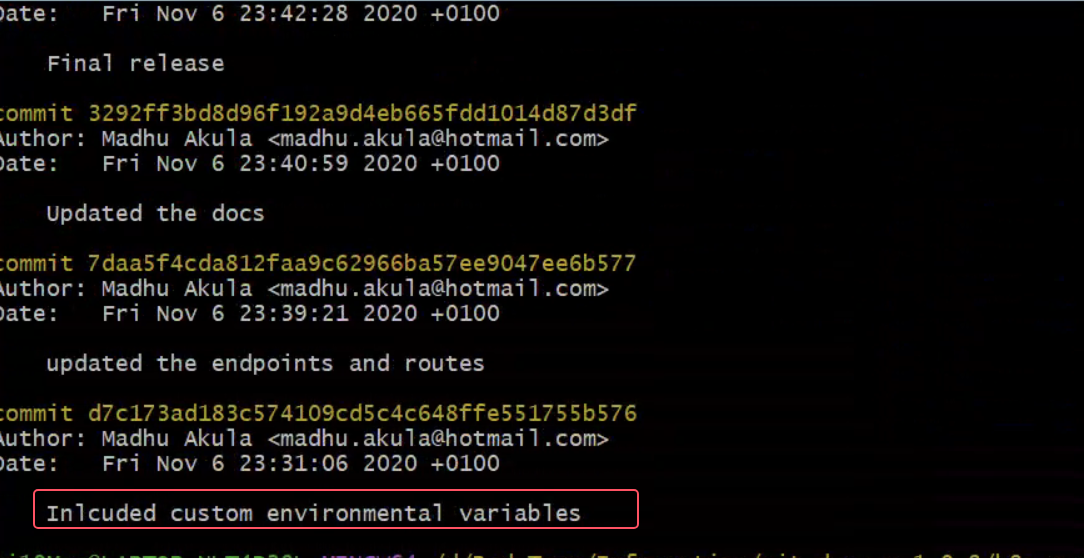 Date: Fri Nov 6 23:42:28 2020 +0100
Final release
commit 3292ff3bd8d96f192a9d4eb665fdd1014d87d3df
Author: Madhu Akula <madhu.akula@hotmail.com>
Date: Fri Nov 6 23:40:59 2020 +0100
Updated the docs
commit 7daa5f4cda812faa9c62966ba57ee9047ee6b577
Author: Madhu Akula <madhu.akula@hotmail.com>
Date: Fri Nov 6 23:39:21 2020 +0100
updated the endpoints and routes
commit d7c173ad183c574109cd5c4c648ffe551755b576
Author: Madhu Akula <madhu.akula@hotmail.com>
Date: Fri Nov 6 23:31:06 2020 +0100
Inlcuded custom environmental variables